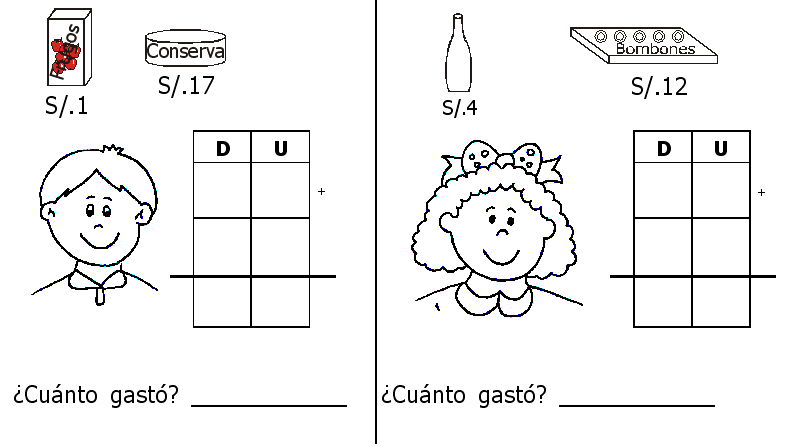 Conserva
S/.1
S/.17
D U
+
¿Cuánto gastó?
Bombones
S/.4
S/.12
D U
+
¿Cuánto gastó?